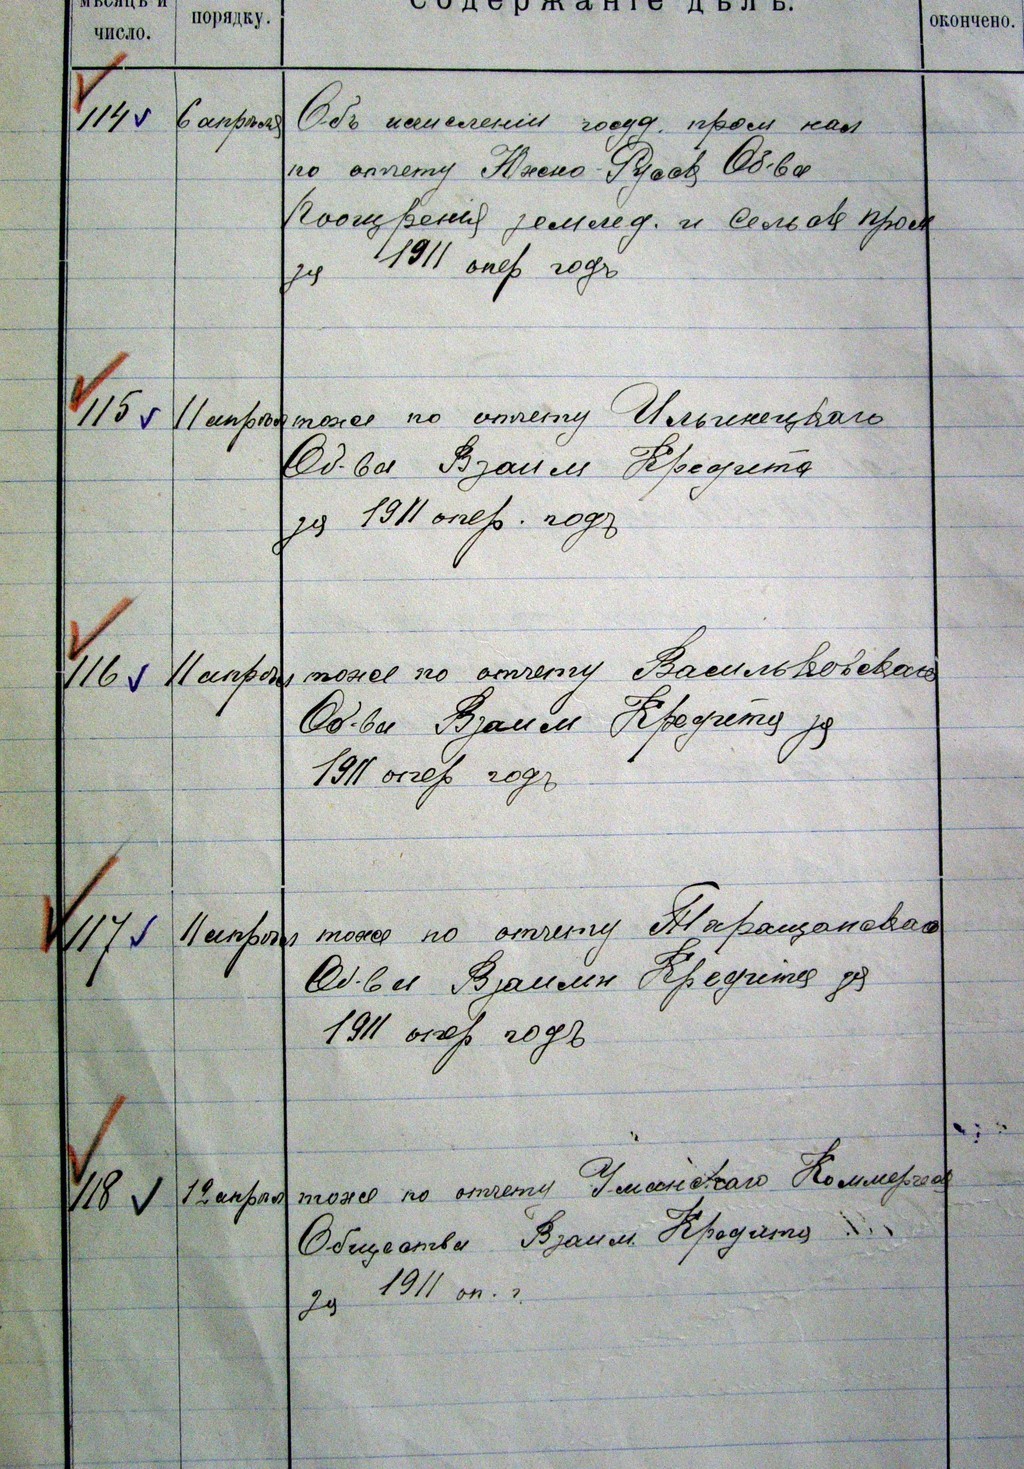 мѣсяцъ и
число.
порядку.
Содержаніе дѣлъ.
окончено.
114 6 апрѣля Объ исчисленіи госуд. пром нал
по отчету Южно-Русск Об-ва
Поощренія землед. и сельск пром
за 1911 опер годъ
115 11 апрѣля тоже по отчету Ильинецкаго
Об-ва Взаим Кредита
за 1911 опер. годъ
116 11 апрѣля тоже по отчету Васильковскаго
Об-ва Взаим Кредита за
1911 опер годъ
117 11 апрѣля тоже по отчету Таращанскаго
Об-ва Взаимн Кредита за
1911 опер годъ
118 12 апрѣля тоже по отчету Уманскаго Коммерческ
Общества Взаим. Кредита
за 1911 оп. г.